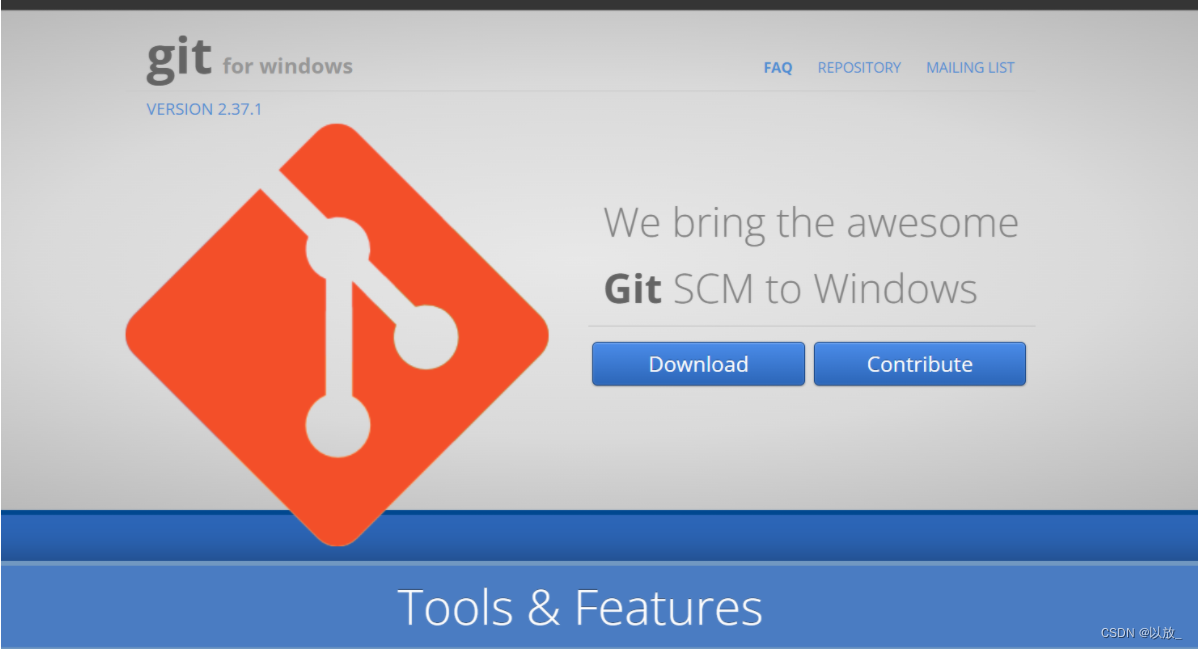 git for windows
FAQ REPOSITORY MAILING LIST
VERSION 2.37.1
We bring the awesome
Git SCM to Windows
Download Contribute
Tools & Features
CSDN @以放_